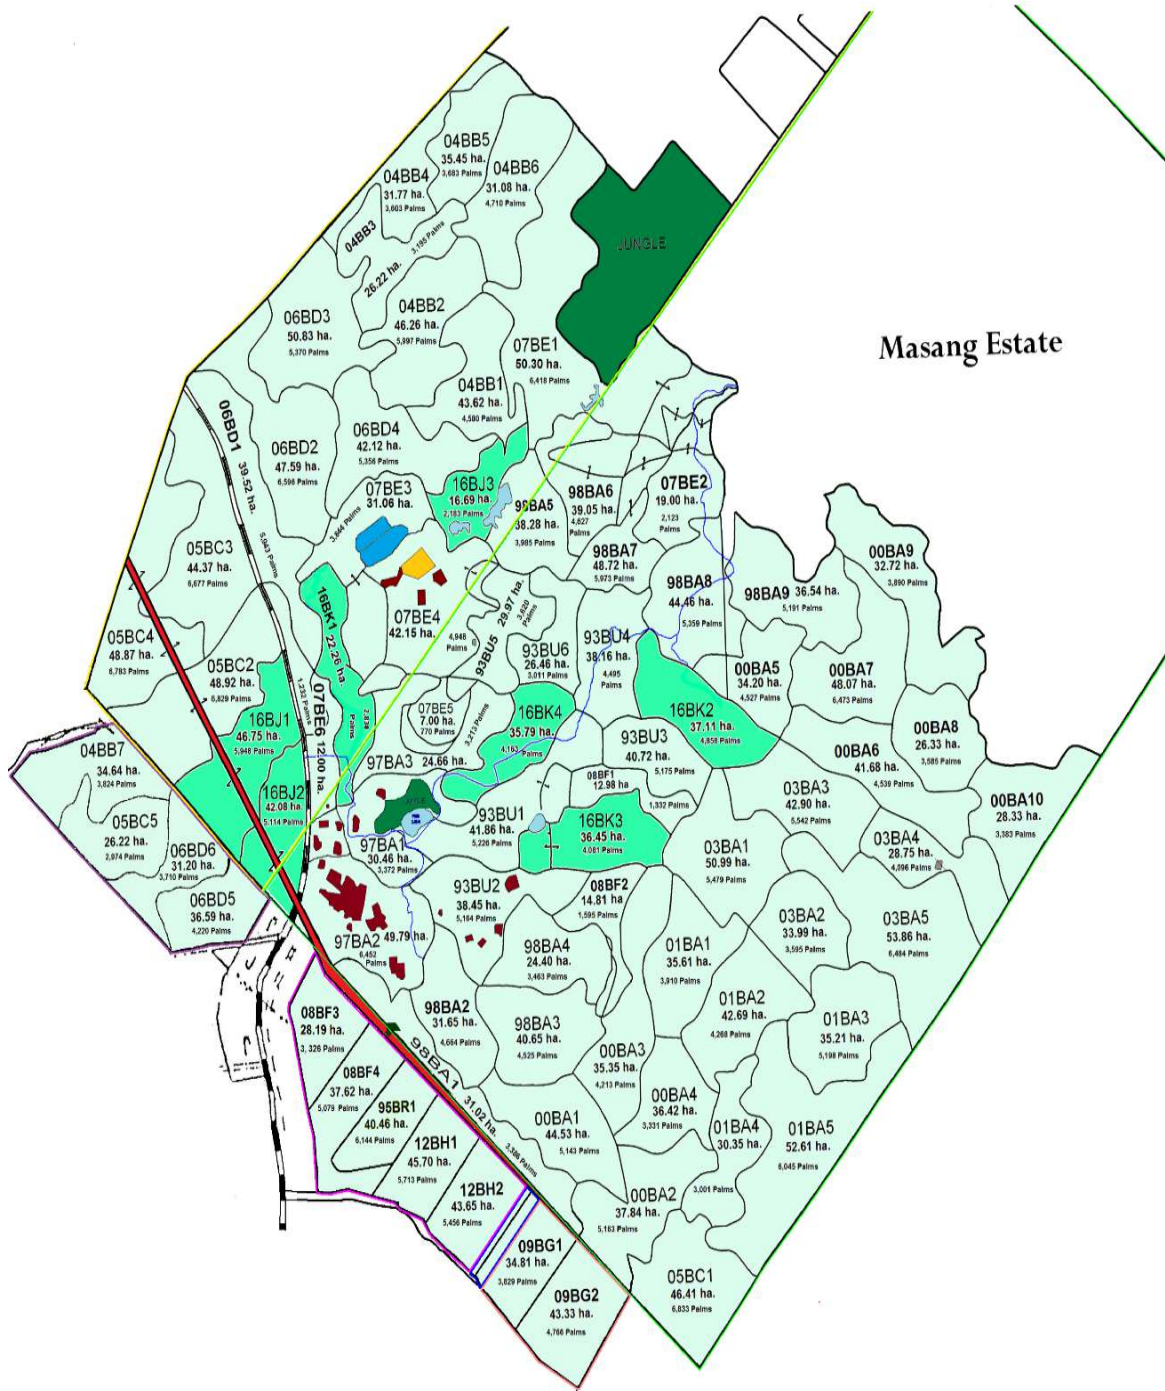 04BB5
35.45 ha.
3,683 Palms
04BB6
31.08 ha.
4,710 Palms
04BB4
31.77 ha.
3,603 Palms
04BB3
26.22 ha.
3,195 Palms
JUNGLE
04BB2
46.26 ha.
5,997 Palms
06BD3
50.83 ha.
5,370 Palms
07BE1
50.30 ha.
6,418 Palms
Masang Estate
04BB1
43.62 ha.
4,580 Palms
06BD1
39.52 ha.
5,943 Palms
06BD2
47.59 ha.
6,596 Palms
06BD4
42.12 ha.
5,356 Palms
07BE3
31.06 ha.
3,844 Palms
16BJ3
16.69 ha.
2,183 Palms
98BA5
38.28 ha.
3,985 Palms
98BA6
39.05 ha.
4,827
Palms
07BE2
19.00 ha.
2,123
Palms
98BA7
48.72 ha.
5,973 Palms
98BA8
44.46 ha.
5,359 Palms
98BA9 36.54 ha.
5,191 Palms
00BA9
32.72 ha.
3,890 Palms
05BC3
44.37 ha.
6,677 Palms
05BC4
48.87 ha.
6,783 Palms
05BC2
48.92 ha.
6,829 Palms
16BK1
22.26 ha.
2,838
Palms
07BE4
42.15 ha.
4,948
Palms
93BU5
29.97 ha.
3,620
Palms
93BU6
26.46 ha.
3,011 Palms
93BU4
38.16 ha.
4,495
Palms
00BA5
34.20 ha.
4,527 Palms
00BA7
48.07 ha.
6,473 Palms
00BA8
26.33 ha.
3,585 Palms
16BJ1
46.75 ha.
5,948 Palms
07BE6 12.00 ha.
1,232 Palms
07BE5
7.00 ha.
770 Palms
16BK4
35.79 ha.
4,163
Palms
16BK2
37.11 ha.
4,858 Palms
93BU3
40.72 ha.
5,175 Palms
00BA6
41.68 ha.
4,539 Palms
04BB7
34.64 ha.
3,824 Palms
97BA3 24.66 ha.
3,213 Palms
16BJ2
42.08 ha.
5,114 Palms
08BF1
12.98 ha
1,332 Palms
03BA3
42.90 ha.
5,542 Palms
00BA10
28.33 ha.
3,383 Palms
05BC5
26.22 ha.
2,974 Palms
93BU1
41.86 ha.
5,226 Palms
16BK3
36.45 ha.
4,081 Palms
03BA1
50.99 ha.
5,479 Palms
03BA4
28.75 ha.
4,096 Palms
06BD6
31.20 ha.
3,710 Palms
97BA1
30.46 ha.
3,372 Palms
93BU2
38.45 ha.
5,164 Palms
08BF2
14.81 ha
1,595 Palms
06BD5
36.59 ha.
4,220 Palms
97BA2 49.79 ha.
6,452
Palms
98BA4
24.40 ha.
3,463 Palms
01BA1
35.61 ha.
3,910 Palms
03BA2
33.99 ha.
3,595 Palms
03BA5
53.86 ha.
6,484 Palms
08BF3
28.19 ha.
3,326 Palms
98BA2
31.65 ha.
4,664 Palms
98BA3
40.65 ha.
4,525 Palms
01BA2
42.69 ha.
4,268 Palms
01BA3
35.21 ha.
5,198 Palms
08BF4
37.62 ha.
5,079 Palms
98BA1
31.02 ha.
2,386 Palms
00BA3
35.35 ha.
4,213 Palms
00BA4
36.42 ha.
3,331 Palms
95BR1
40.46 ha.
6,144 Palms
00BA1
44.53 ha.
5,143 Palms
01BA4
30.35 ha.
3,001 Palms
01BA5
52.61 ha.
6,045 Palms
12BH1
45.70 ha.
5,713 Palms
12BH2
43.65 ha.
5,456 Palms
00BA2
37.84 ha.
5,162 Palms
09BG1
34.81 ha.
3,829 Palms
05BC1
46.41 ha.
6,833 Palms
09BG2
43.33 ha.
4,766 Palms